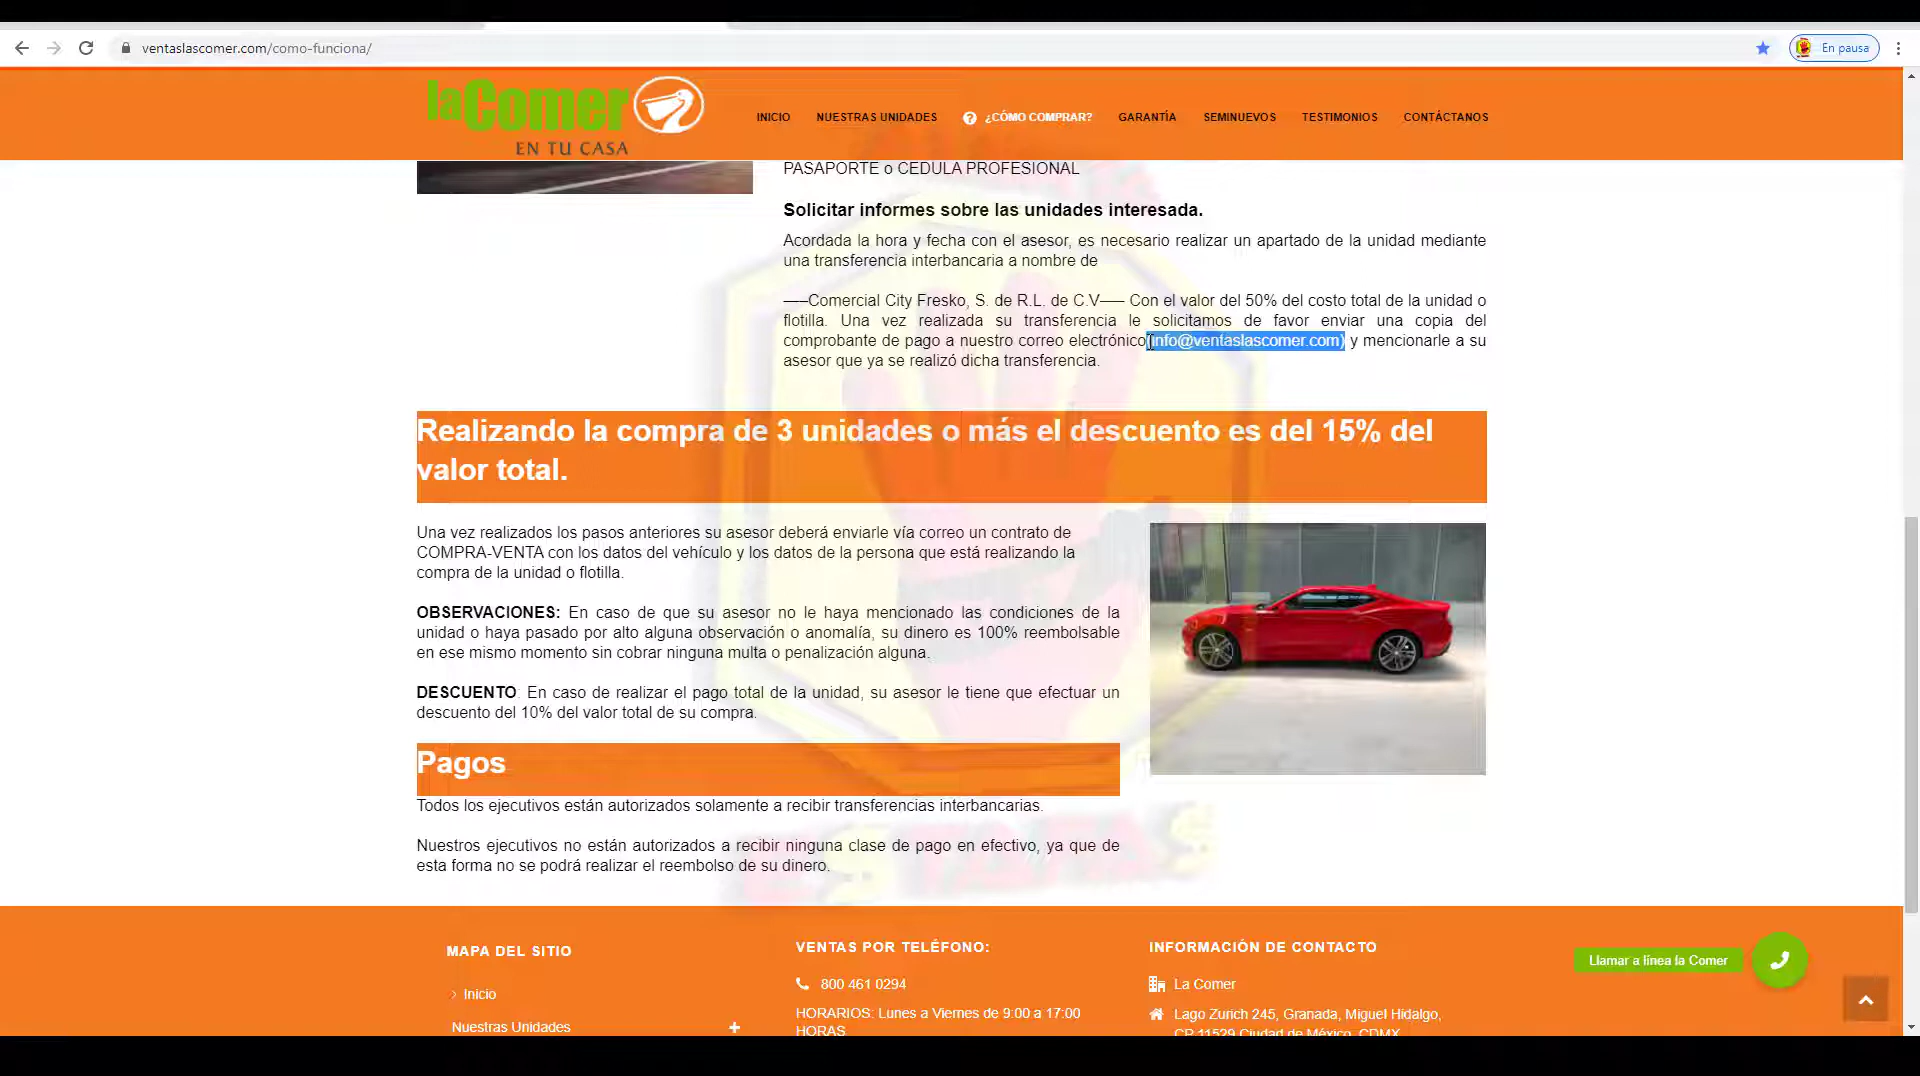 ventaslascomer.com/como-funciona/
En pausa
laComer
EN TU CASA
INICIO
NUESTRAS UNIDADES
¿CÓMO COMPRAR?
GARANTÍA
SEMINUEVOS
TESTIMONIOS
CONTÁCTANOS
PASAPORTE o CEDULA PROFESIONAL
Solicitar informes sobre las unidades interesada.
Acordada la hora y fecha con el asesor, es necesario realizar un apartado de la unidad mediante
una transferencia interbancaria a nombre de
—–Comercial City Fresko, S. de R.L. de C.V—– Con el valor del 50% del costo total de la unidad o
flotilla. Una vez realizada su transferencia le solicitamos de favor enviar una copia del
comprobante de pago a nuestro correo electrónico(info@ventaslascomer.com) y mencionarle a su
asesor que ya se realizó dicha transferencia.
Realizando la compra de 3 unidades o más el descuento es del 15% del
valor total.
Una vez realizados los pasos anteriores su asesor deberá enviarle vía correo un contrato de
COMPRA-VENTA con los datos del vehículo y los datos de la persona que está realizando la
compra de la unidad o flotilla.
OBSERVACIONES: En caso de que su asesor no le haya mencionado las condiciones de la
unidad o haya pasado por alto alguna observación o anomalía, su dinero es 100% reembolsable
en ese mismo momento sin cobrar ninguna multa o penalización alguna.
DESCUENTO: En caso de realizar el pago total de la unidad, su asesor le tiene que efectuar un
descuento del 10% del valor total de su compra.
Pagos
Todos los ejecutivos están autorizados solamente a recibir transferencias interbancarias.
Nuestros ejecutivos no están autorizados a recibir ninguna clase de pago en efectivo, ya que de
esta forma no se podrá realizar el reembolso de su dinero.
MAPA DEL SITIO
Inicio
Nuestras Unidades
VENTAS POR TELÉFONO:
800 461 0294
HORARIOS: Lunes a Viernes de 9:00 a 17:00
HORAS
INFORMACIÓN DE CONTACTO
La Comer
Lago Zurich 245, Granada, Miguel Hidalgo,
CP 11529 Ciudad de México, CDMX
Llamar a línea la Comer